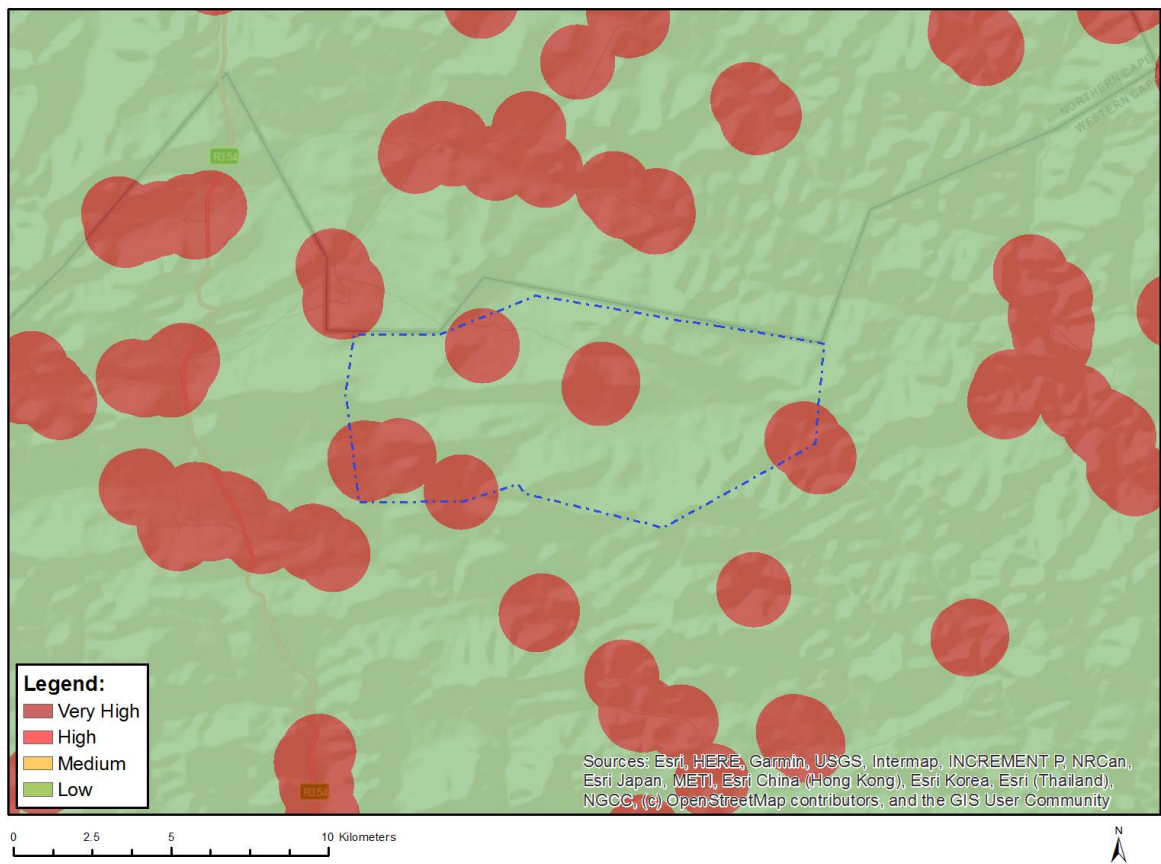 NORTHERN CAPE
WESTERN CAPE
R354
Legend:
Very High
High
Medium
Low
R354
Sources: Esri, HERE, Garmin, USGS, Intermap, INCREMENT P, NRCan,
Esri Japan, METI, Esri China (Hong Kong), Esri Korea, Esri (Thailand),
NGCC, (c) OpenStreetMap contributors, and the GIS User Community
0 2.5 5 10 Kilometers
N